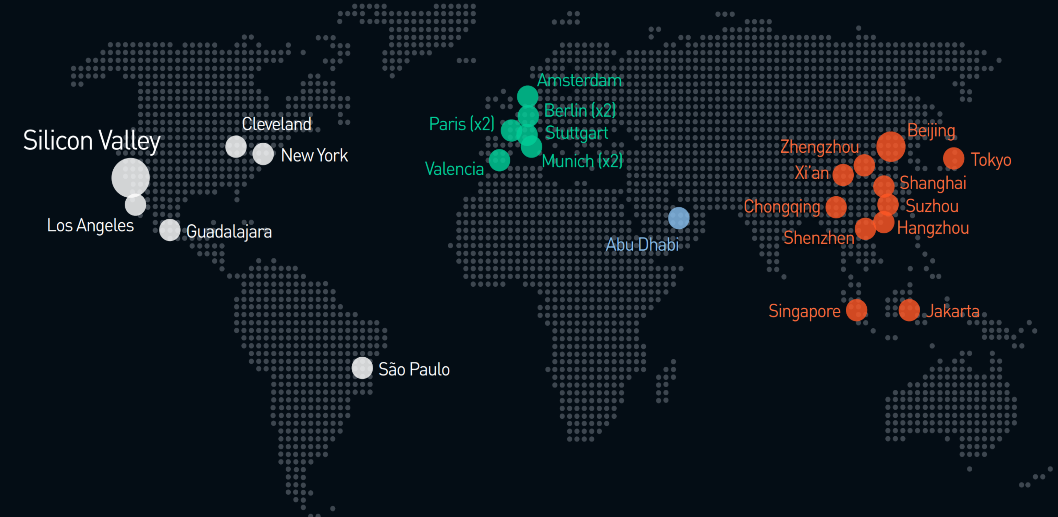 Silicon Valley
Cleveland
New York
Los Angeles
Guadalajara
São Paulo
Amsterdam
Berlin (x2)
Paris (x2)
Stuttgart
Munich (x2)
Valencia
Abu Dhabi
Beijing
Zhengzhou
Tokyo
Xi'an
Shanghai
Chongqing
Suzhou
Hangzhou
Shenzhen
Singapore
Jakarta